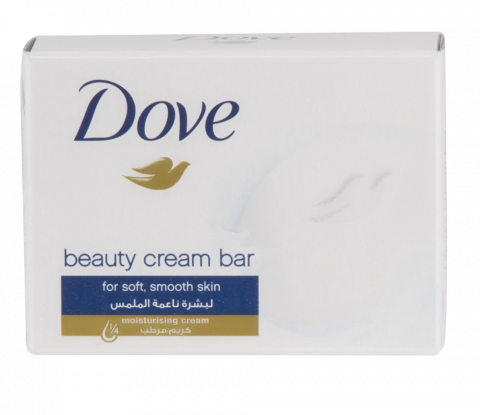 Dove
beauty cream bar
for soft, smooth skin
لبشرة ناعمة الملمس
1/4 moisturising cream
كريم مرطب